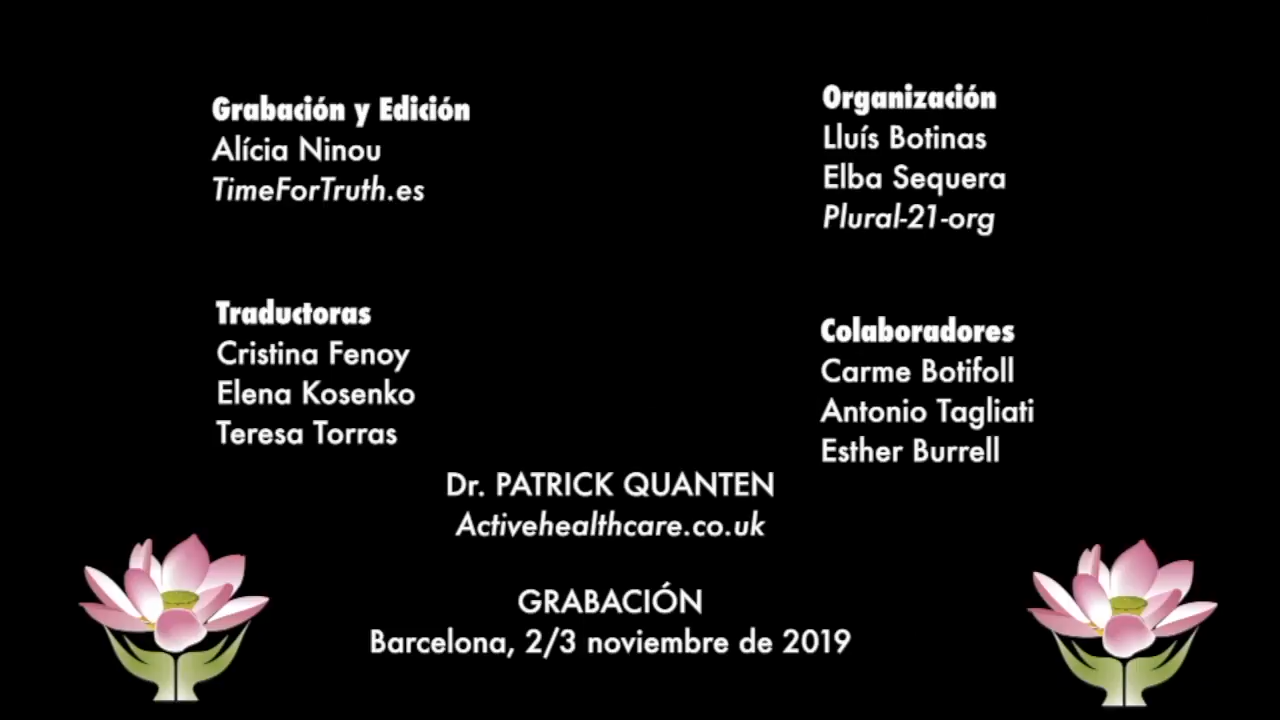 Grabación y Edición
Alícia Ninou
TimeForTruth.es
Organización
Lluís Botinas
Elba Sequera
Plural-21-org
Traductoras
Cristina Fenoy
Elena Kosenko
Teresa Torras
Colaboradores
Carme Botifoll
Antonio Tagliati
Esther Burrell
Dr. PATRICK QUANTEN
Activehealthcare.co.uk
GRABACIÓN
Barcelona, 2/3 noviembre de 2019